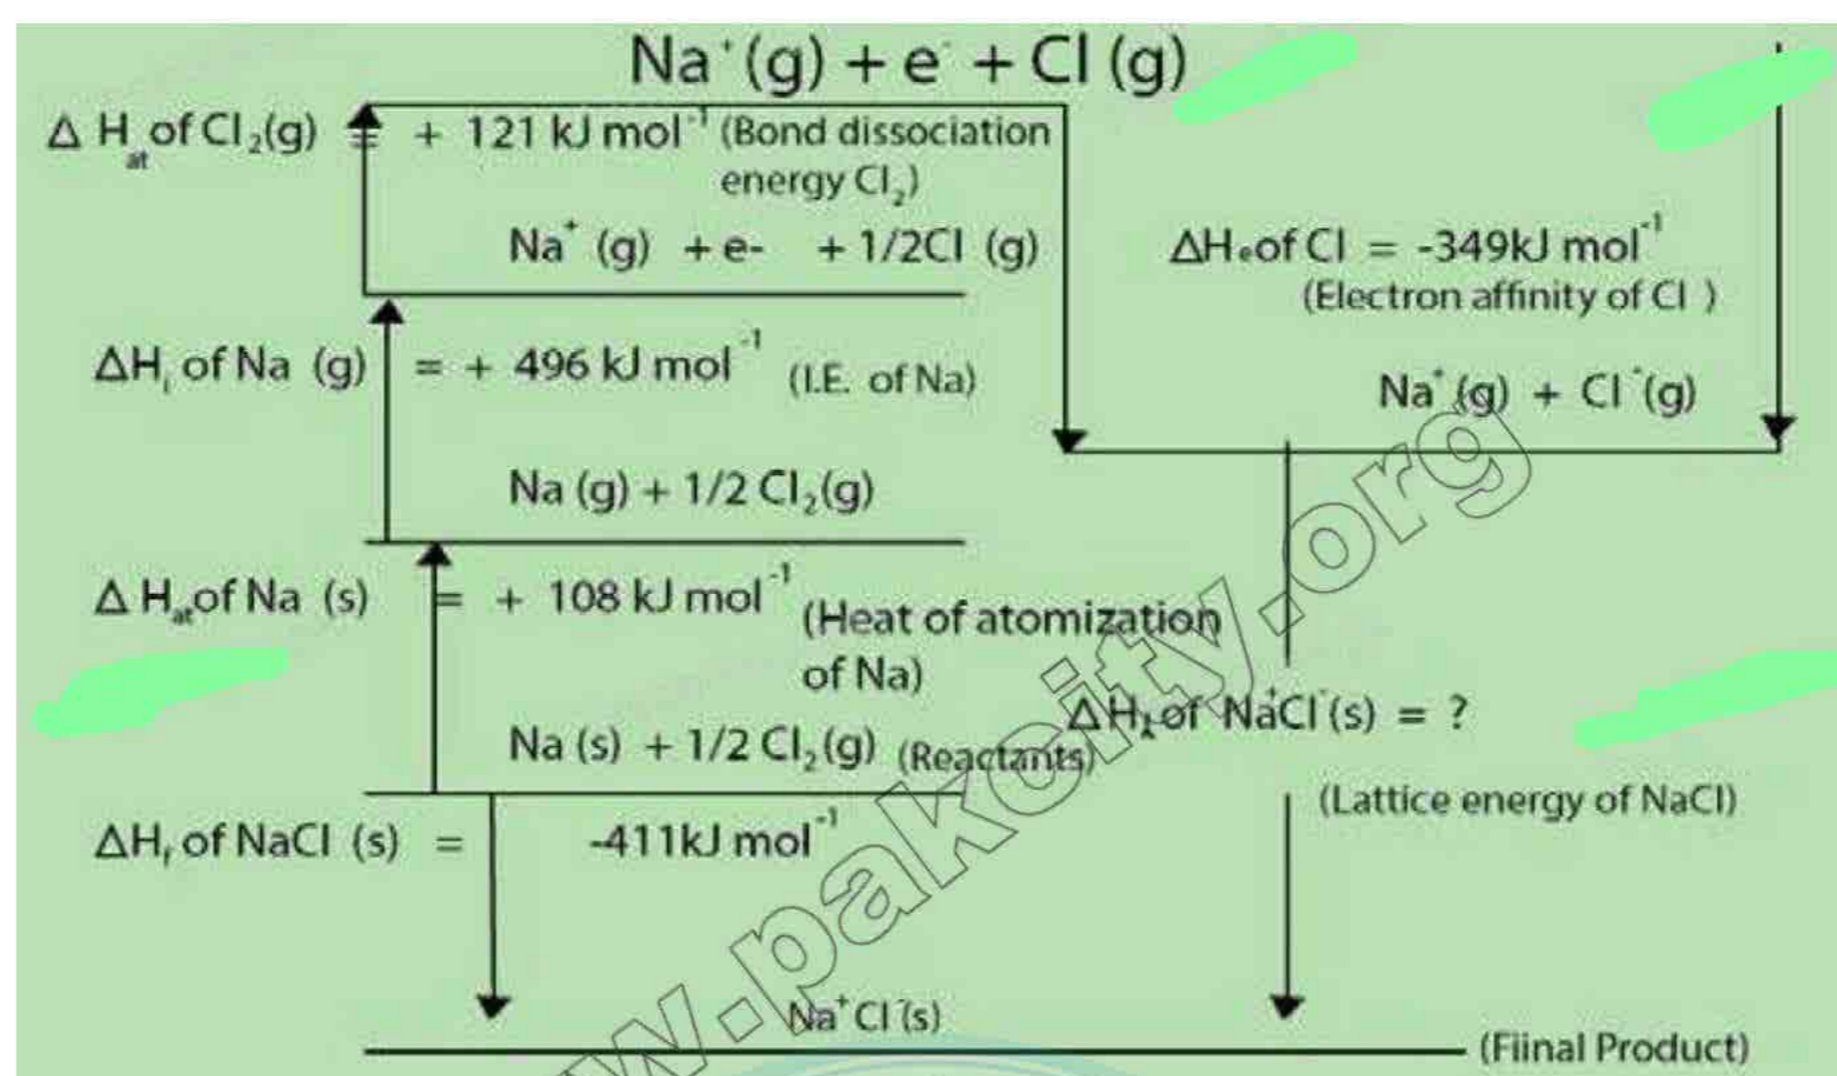 Na⁺(g) + e⁻ + Cl (g)
Δ Hₐₜ of Cl₂(g) = + 121 kJ mol⁻¹ (Bond dissociation
energy Cl₂)
Na⁺ (g) + e- + 1/2Cl (g)
ΔHₑ of Cl = -349kJ mol⁻¹
(Electron affinity of Cl )
ΔHᵢ of Na (g) = + 496 kJ mol⁻¹ (I.E. of Na)
Na⁺(g) + Cl⁻(g)
Na (g) + 1/2 Cl₂(g)
Δ Hₐₜ of Na (s) = + 108 kJ mol⁻¹ (Heat of atomization
of Na)
Na (s) + 1/2 Cl₂(g) (Reactants)
ΔHₗ of Na⁺Cl⁻(s) = ?
(Lattice energy of NaCl)
ΔHf of NaCl (s) = -411kJ mol⁻¹
Na⁺Cl⁻(s)
(Fiinal Product)
w.pakcity.org